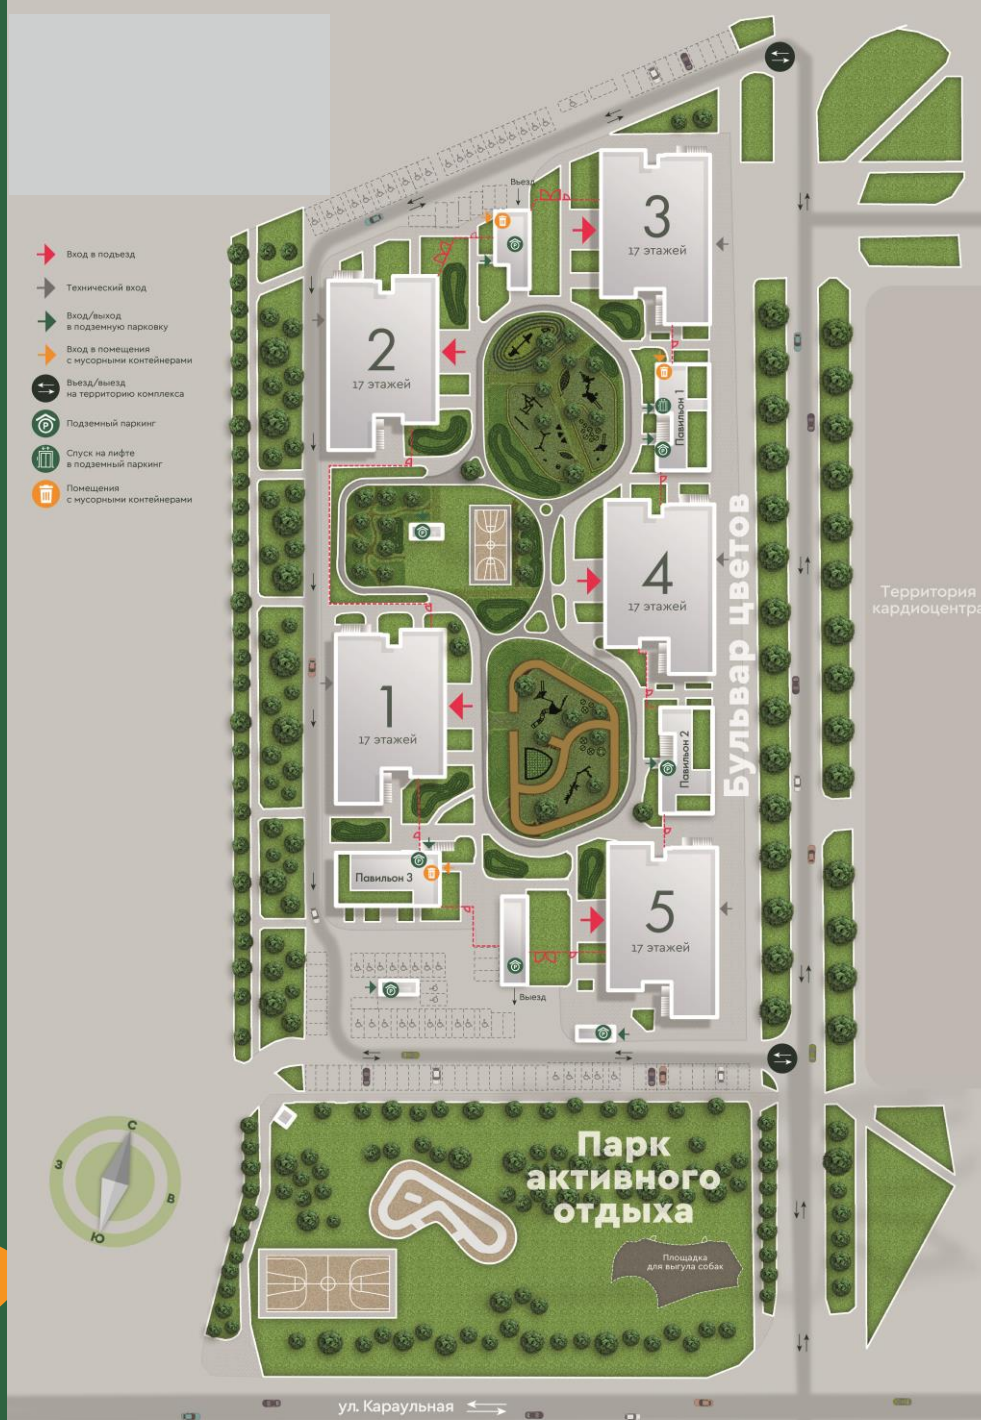 Вход в подъезд
Технический вход
Вход/выход
в подземную парковку
Вход в помещения
с мусорными контейнерами
Въезд/выезд
на территорию комплекса
Подземный паркинг
Спуск на лифте
в подземный паркинг
Помещения
с мусорными контейнерами
Въезд
3
17 этажей
2
17 этажей
Павильон 1
4
17 этажей
Бульвар цветов
Территория
кардиоцентра
1
17 этажей
Павильон 2
Павильон 3
5
17 этажей
Выезд
С
З
В
Ю
Парк
активного
отдыха
Площадка
для выгула собак
ул. Караульная